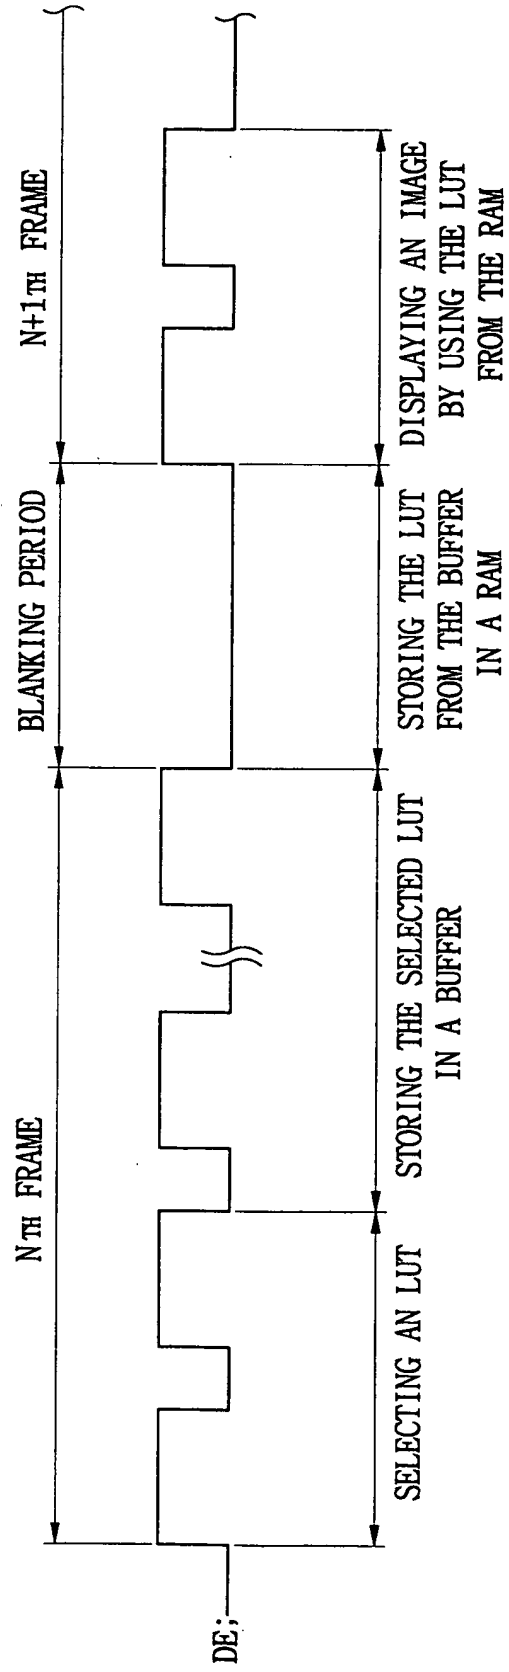 NTH FRAME
BLANKING PERIOD
N+1TH FRAME
DE;
SELECTING AN LUT
STORING THE SELECTED LUT
IN A BUFFER
STORING THE LUT
FROM THE BUFFER
IN A RAM
DISPLAYING AN IMAGE
BY USING THE LUT
FROM THE RAM